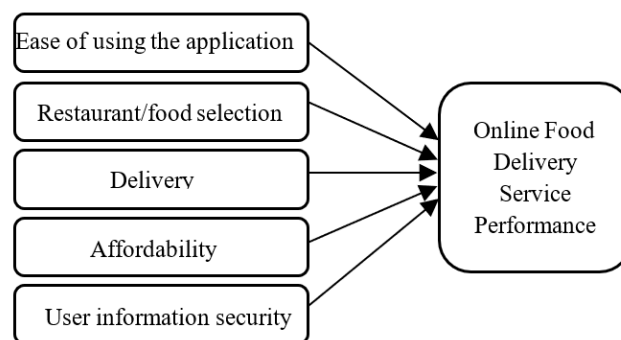 Ease of using the application
Restaurant/food selection
Delivery
Affordability
User information security
Online Food
Delivery
Service
Performance